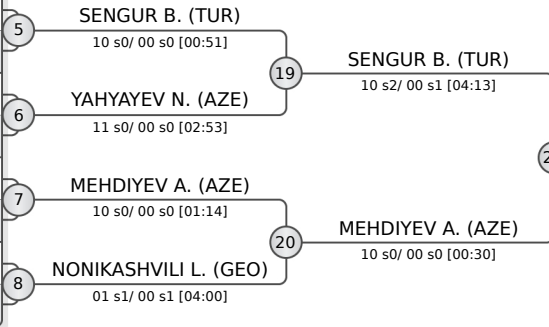 SENGUR B. (TUR)
5
10 s0/ 00 s0 [00:51]
SENGUR B. (TUR)
19
10 s2/ 00 s1 [04:13]
YAHYAYEV N. (AZE)
6
11 s0/ 00 s0 [02:53]
MEHDIYEV A. (AZE)
7
10 s0/ 00 s0 [01:14]
MEHDIYEV A. (AZE)
20
10 s0/ 00 s0 [00:30]
NONIKASHVILI L. (GEO)
8
01 s1/ 00 s1 [04:00]